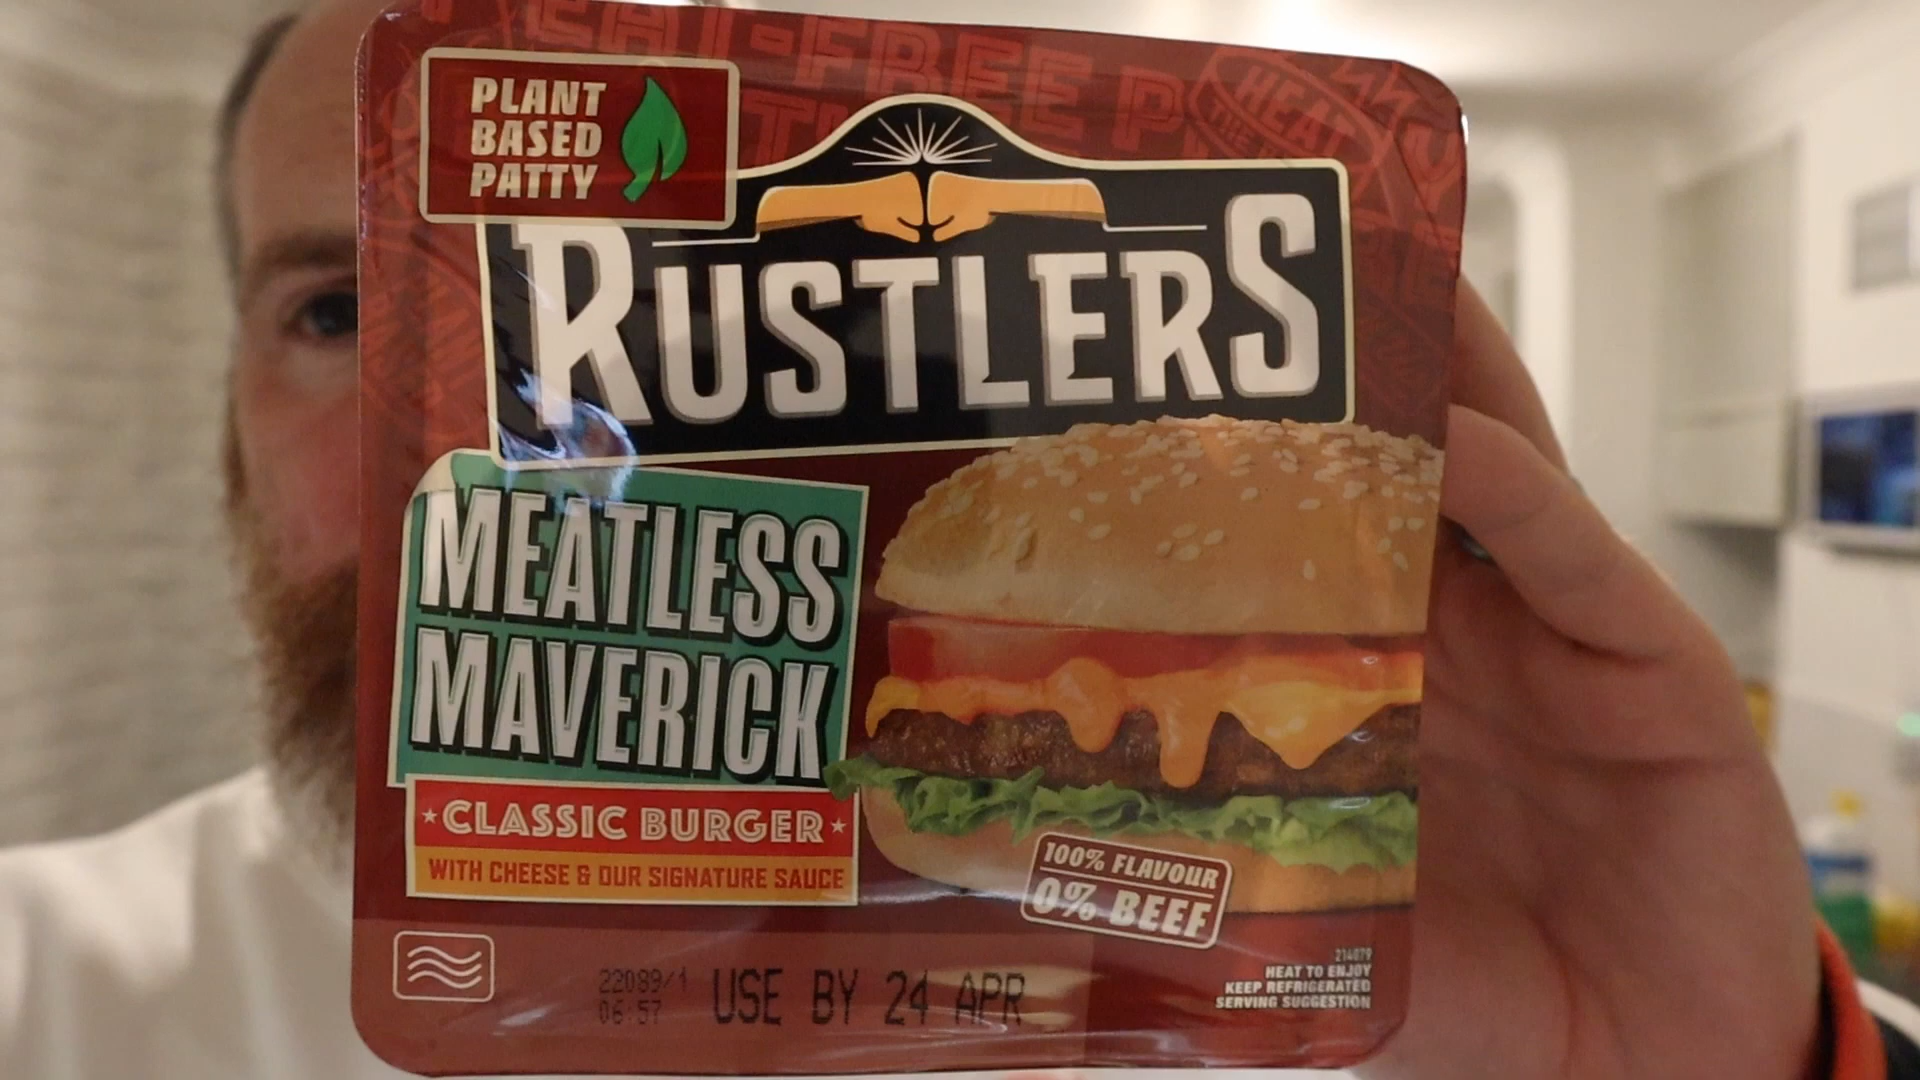 PLANT
BASED
PATTY
RUSTLERS
MEATLESS
MAVERICK
CLASSIC BURGER
WITH CHEESE & OUR SIGNATURE SAUCE
100% FLAVOUR
0% BEEF
22089/1
06:57
USE BY 24 APR
214079
HEAT TO ENJOY
KEEP REFRIGERATED
SERVING SUGGESTION